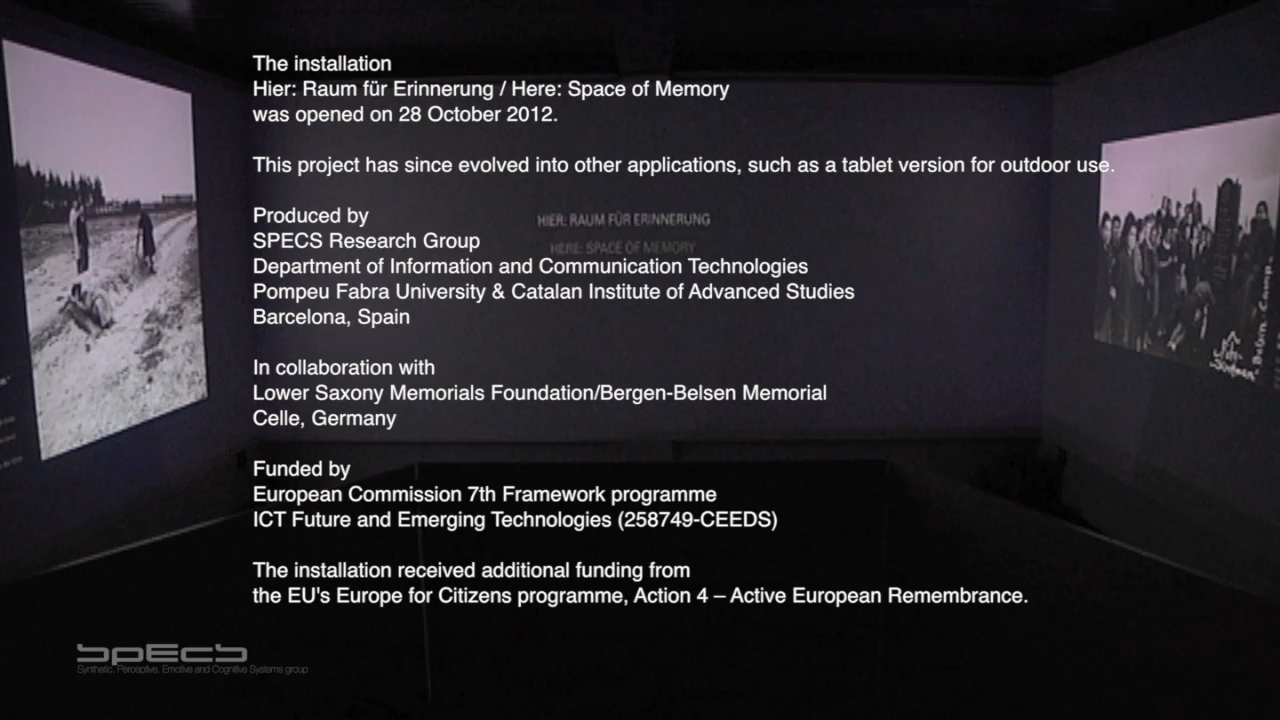 The installation
Hier: Raum für Erinnerung / Here: Space of Memory
was opened on 28 October 2012.
This project has since evolved into other applications, such as a tablet version for outdoor use.
HIER: RAUM FÜR ERINNERUNG
HERE: SPACE OF MEMORY
Produced by
SPECS Research Group
Department of Information and Communication Technologies
Pompeu Fabra University & Catalan Institute of Advanced Studies
Barcelona, Spain
In collaboration with
Lower Saxony Memorials Foundation/Bergen-Belsen Memorial
Celle, Germany
Funded by
European Commission 7th Framework programme
ICT Future and Emerging Technologies (258749-CEEDS)
The installation received additional funding from
the EU's Europe for Citizens programme, Action 4 – Active European Remembrance.
specs
Synthetic, Perceptive, Emotive and Cognitive Systems group